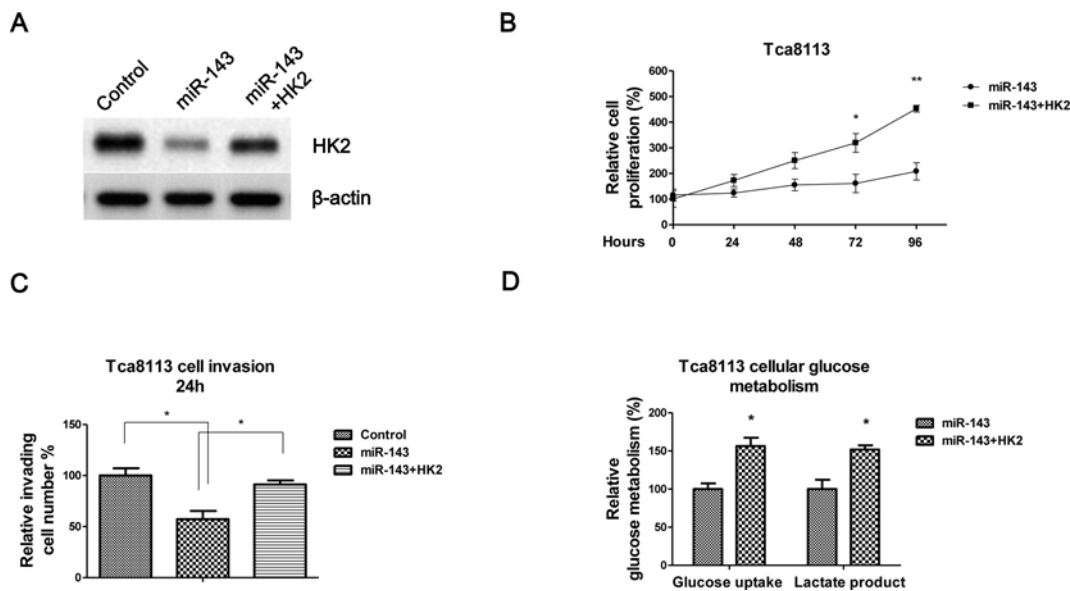 A
Control
miR-143
miR-143
+HK2
HK2
β-actin
B
Tca8113
Relative cell
proliferation (%)
600
500
400
300
200
100
0
*
**
miR-143
miR-143+HK2
Hours
0 24 48 72 96
C
Tca8113 cell invasion
24h
Relative invading
cell number %
150
100
50
0
*
*
Control
miR-143
miR-143+HK2
D
Tca8113 cellular glucose
metabolism
Relative
glucose metabolism (%)
200
150
100
50
0
*
*
miR-143
miR-143+HK2
Glucose uptake Lactate product